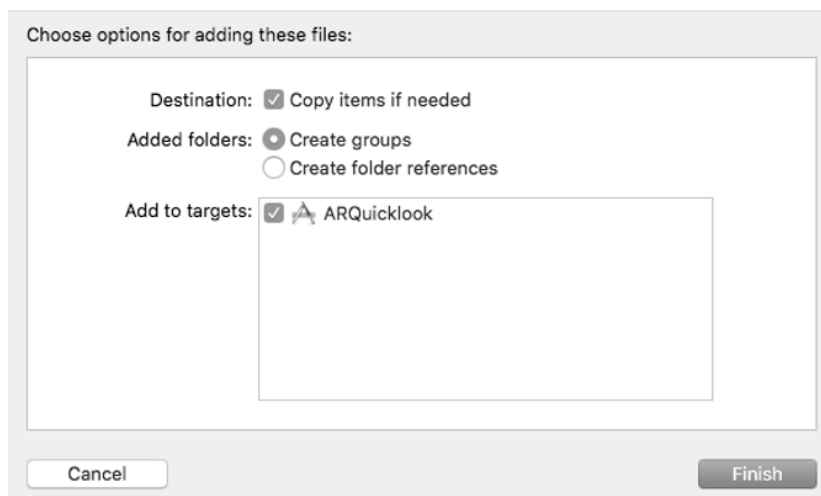 Choose options for adding these files:
Destination: Copy items if needed
Added folders: Create groups
Create folder references
Add to targets: ARQuicklook
Cancel Finish